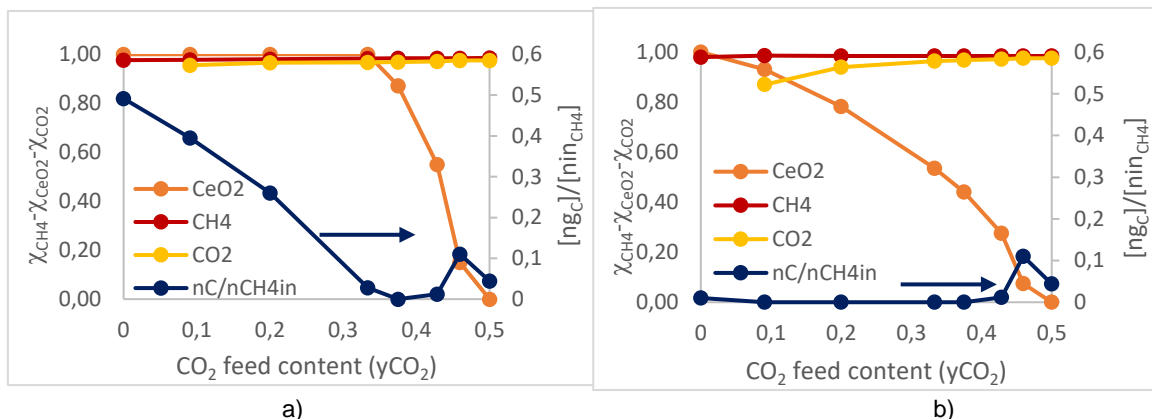 1,00
0,80
0,60
0,40
0,20
0,00
χCH4-χCeO2-χCO2
CeO2
CH4
CO2
nC/nCH4in
0,6
0,5
0,4
0,3
0,2
0,1
0
[ngC]/[ninCH4]
0 0,1 0,2 0,3 0,4 0,5
CO2 feed content (yCO2)
a)
1,00
0,80
0,60
0,40
0,20
0,00
χCH4-χCeO2-χCO2
CeO2
CH4
CO2
nC/nCH4in
0,6
0,5
0,4
0,3
0,2
0,1
0
[ngC]/[ninCH4]
0 0,1 0,2 0,3 0,4 0,5
CO2 feed content (yCO2)
b)